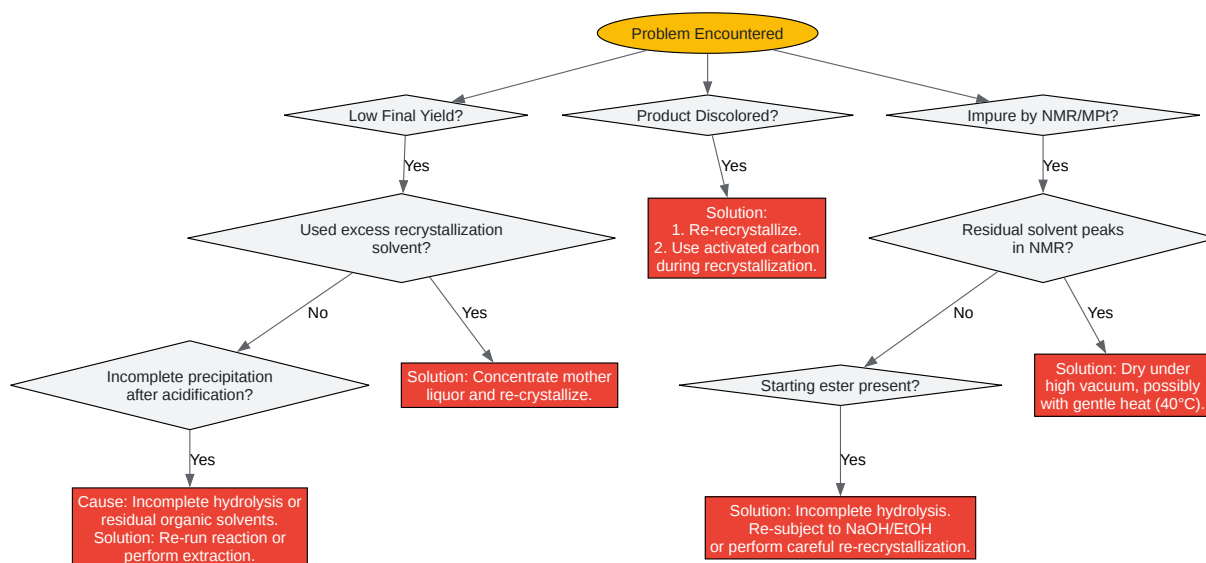 Problem Encountered
Low Final Yield?
Product Discolored?
Impure by NMR/MPt?
Yes
Yes
Yes
Used excess recrystallization
solvent?
Solution:
1. Re-recrystallize.
2. Use activated carbon
during recrystallization.
Residual solvent peaks
in NMR?
No
Yes
No
Yes
Incomplete precipitation
after acidification?
Solution: Concentrate mother
liquor and re-crystallize.
Starting ester present?
Solution: Dry under
high vacuum, possibly
with gentle heat (40°C).
Yes
Yes
Cause: Incomplete hydrolysis or
residual organic solvents.
Solution: Re-run reaction or
perform extraction.
Solution: Incomplete hydrolysis.
Re-subject to NaOH/EtOH
or perform careful re-recrystallization.